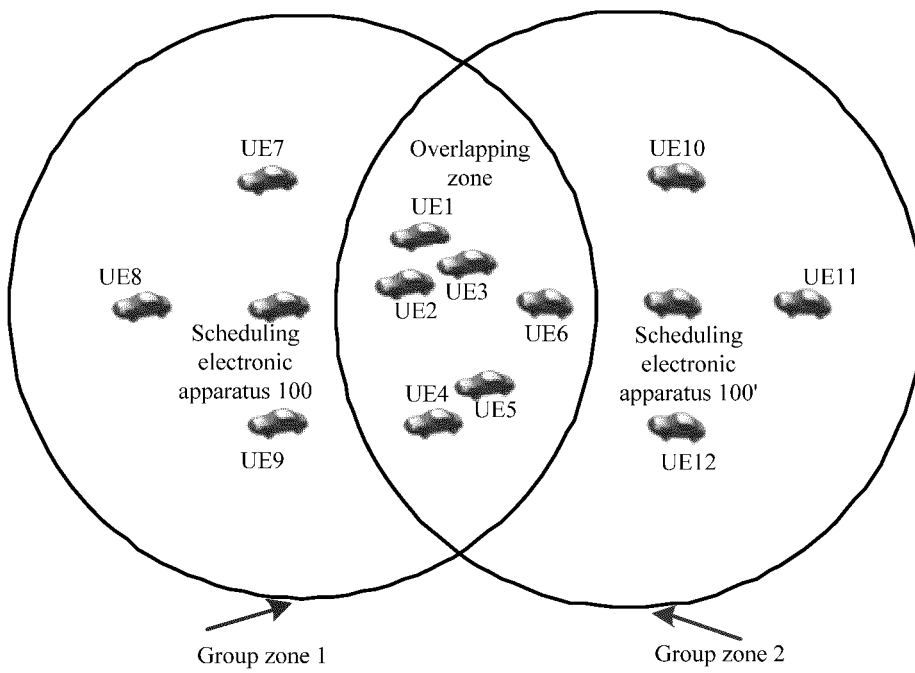 UE7
Overlapping
zone
UE10
UE1
UE8
UE3
UE2
UE6
UE11
Scheduling
electronic
apparatus 100
Scheduling
electronic
apparatus 100'
UE4
UE5
UE9
UE12
Group zone 1
Group zone 2